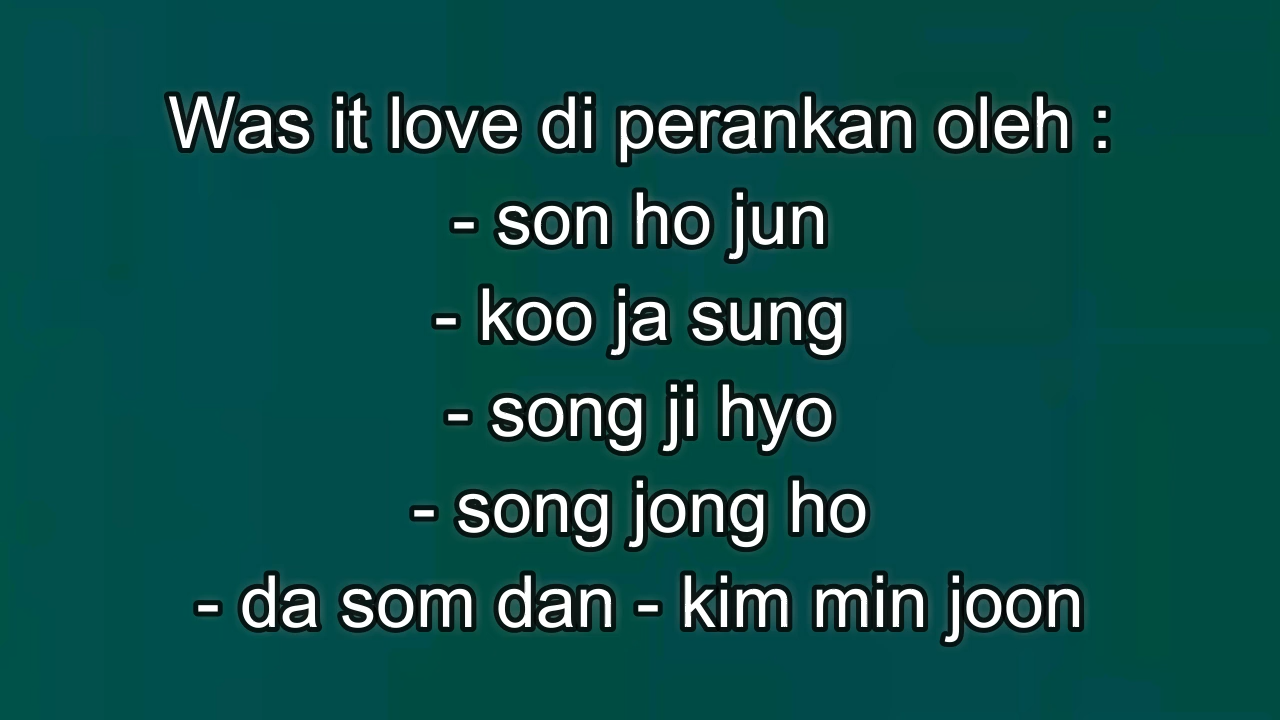 Was it love di perankan oleh :
- son ho jun
- koo ja sung
- song ji hyo
- song jong ho
- da som dan - kim min joon